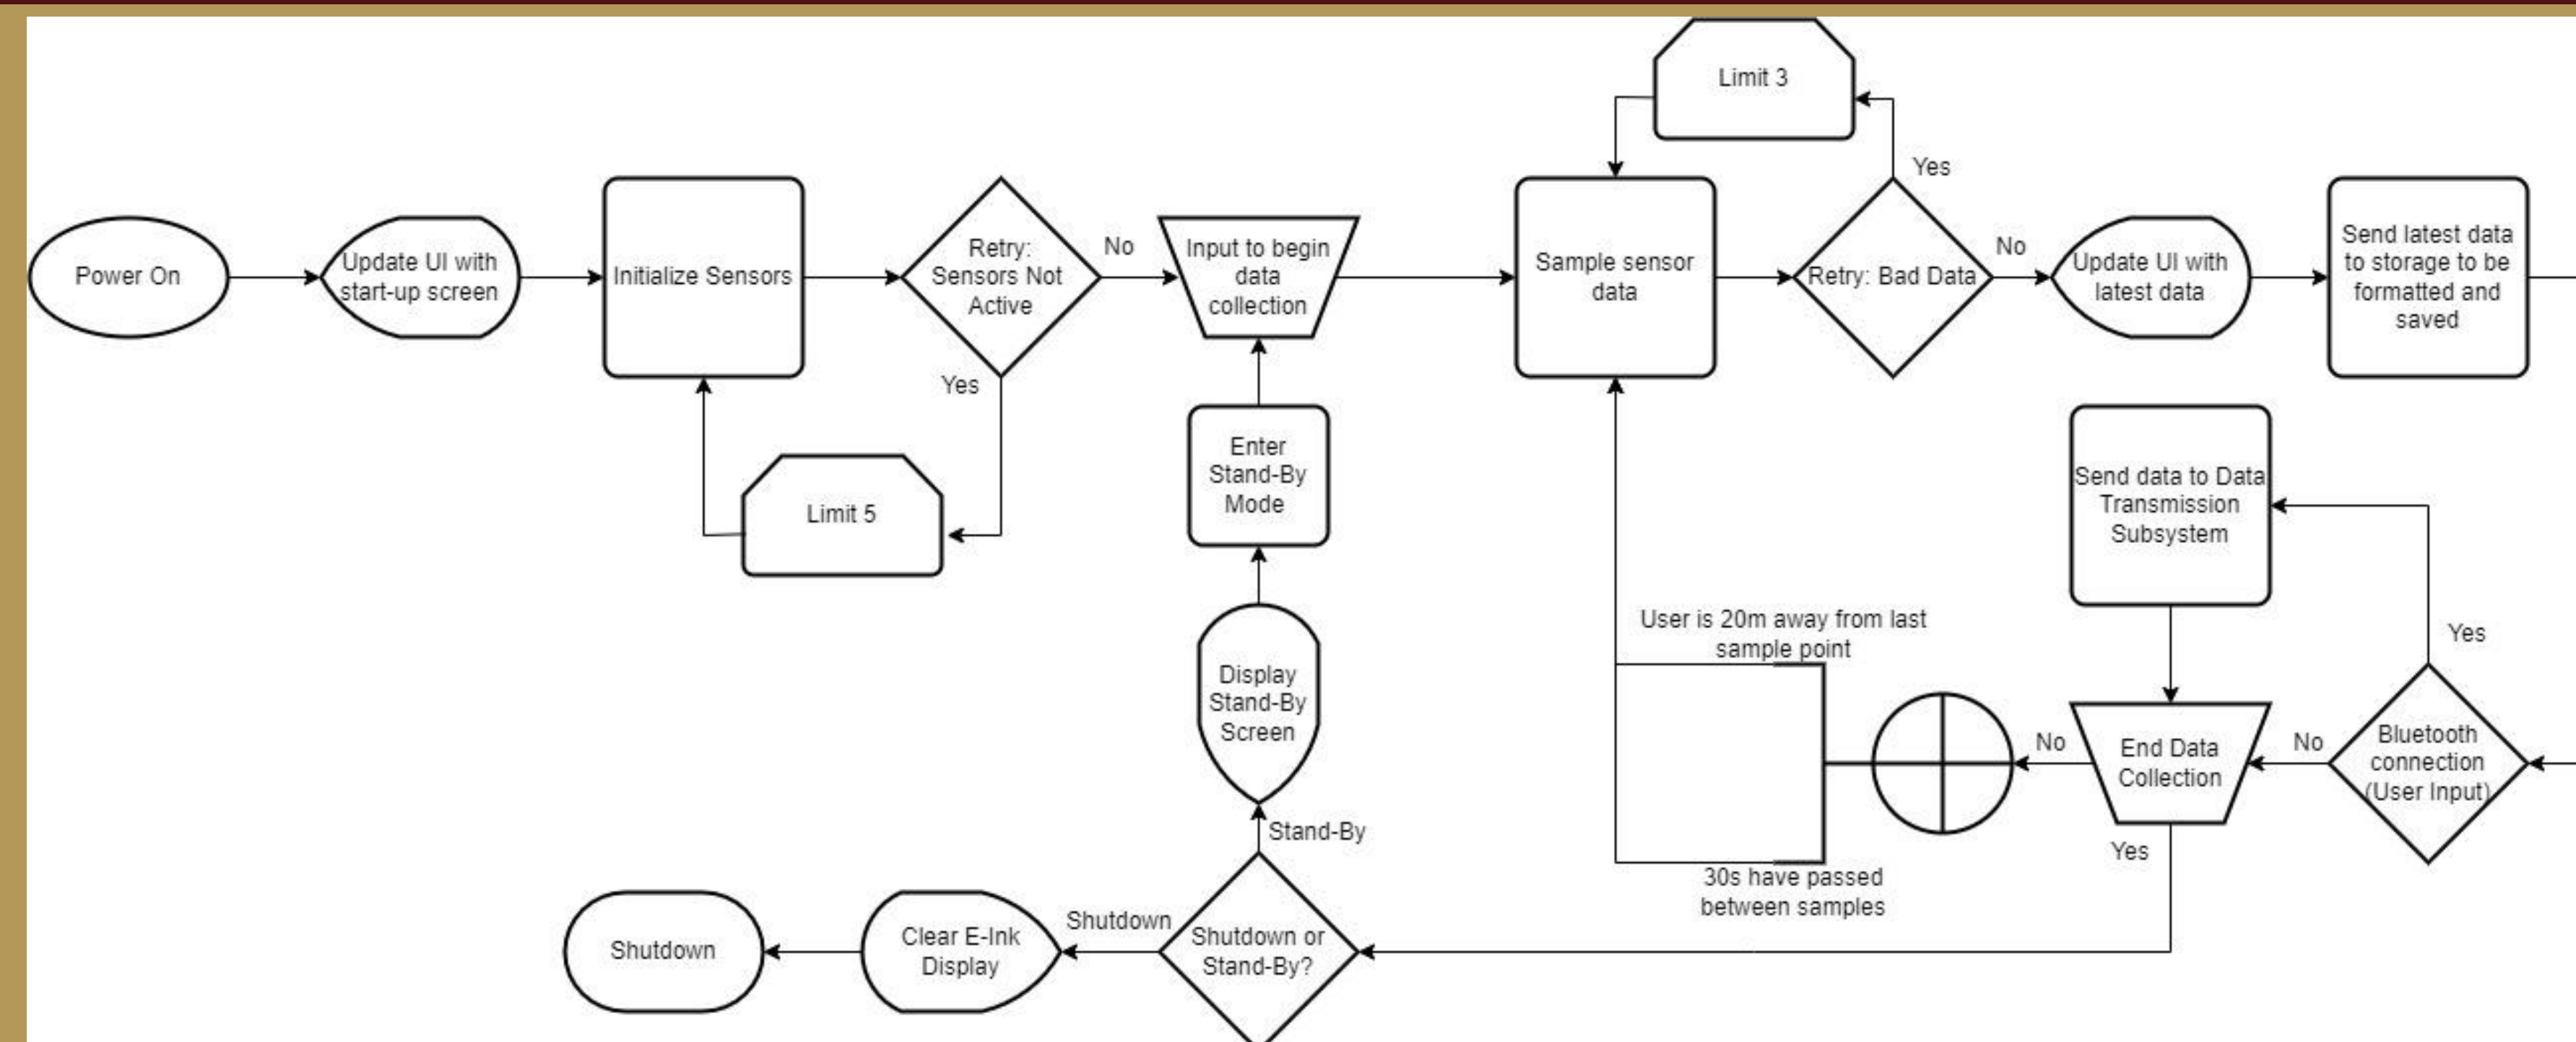 Limit 3
Yes
Power On
Update UI with
start-up screen
Initialize Sensors
Retry:
Sensors Not
Active
No
Input to begin
data
collection
Sample sensor
data
Retry: Bad Data
No
Update UI with
latest data
Send latest data
to storage to be
formatted and
saved
Yes
Limit 5
Enter
Stand-By
Mode
Send data to Data
Transmission
Subsystem
User is 20m away from last
sample point
Yes
Display
Stand-By
Screen
No
End Data
Collection
No
Bluetooth
connection
(User Input)
Stand-By
Yes
30s have passed
between samples
Shutdown
Clear E-Ink
Display
Shutdown
Shutdown or
Stand-By?